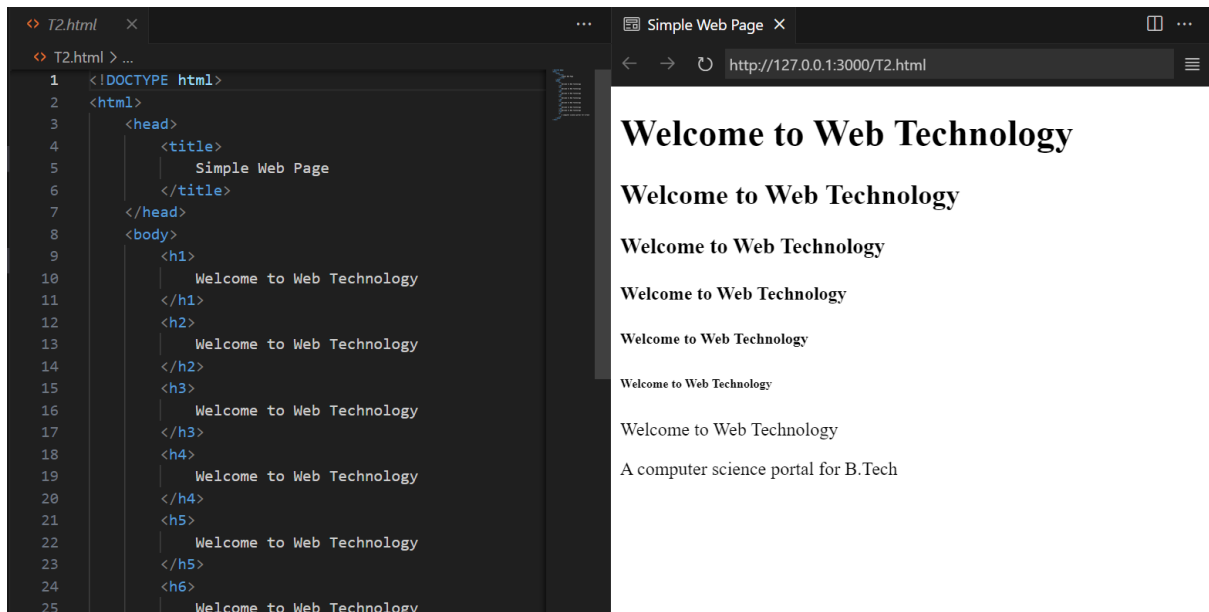 T2.html
T2.html > ...
1 <!DOCTYPE html>
2 <html>
3 <head>
4 <title>
5 Simple Web Page
6 </title>
7 </head>
8 <body>
9 <h1>
10 Welcome to Web Technology
11 </h1>
12 <h2>
13 Welcome to Web Technology
14 </h2>
15 <h3>
16 Welcome to Web Technology
17 </h3>
18 <h4>
19 Welcome to Web Technology
20 </h4>
21 <h5>
22 Welcome to Web Technology
23 </h5>
24 <h6>
25 Welcome to Web Technology
Simple Web Page
http://127.0.0.1:3000/T2.html
Welcome to Web Technology
Welcome to Web Technology
Welcome to Web Technology
Welcome to Web Technology
Welcome to Web Technology
Welcome to Web Technology
Welcome to Web Technology
A computer science portal for B.Tech